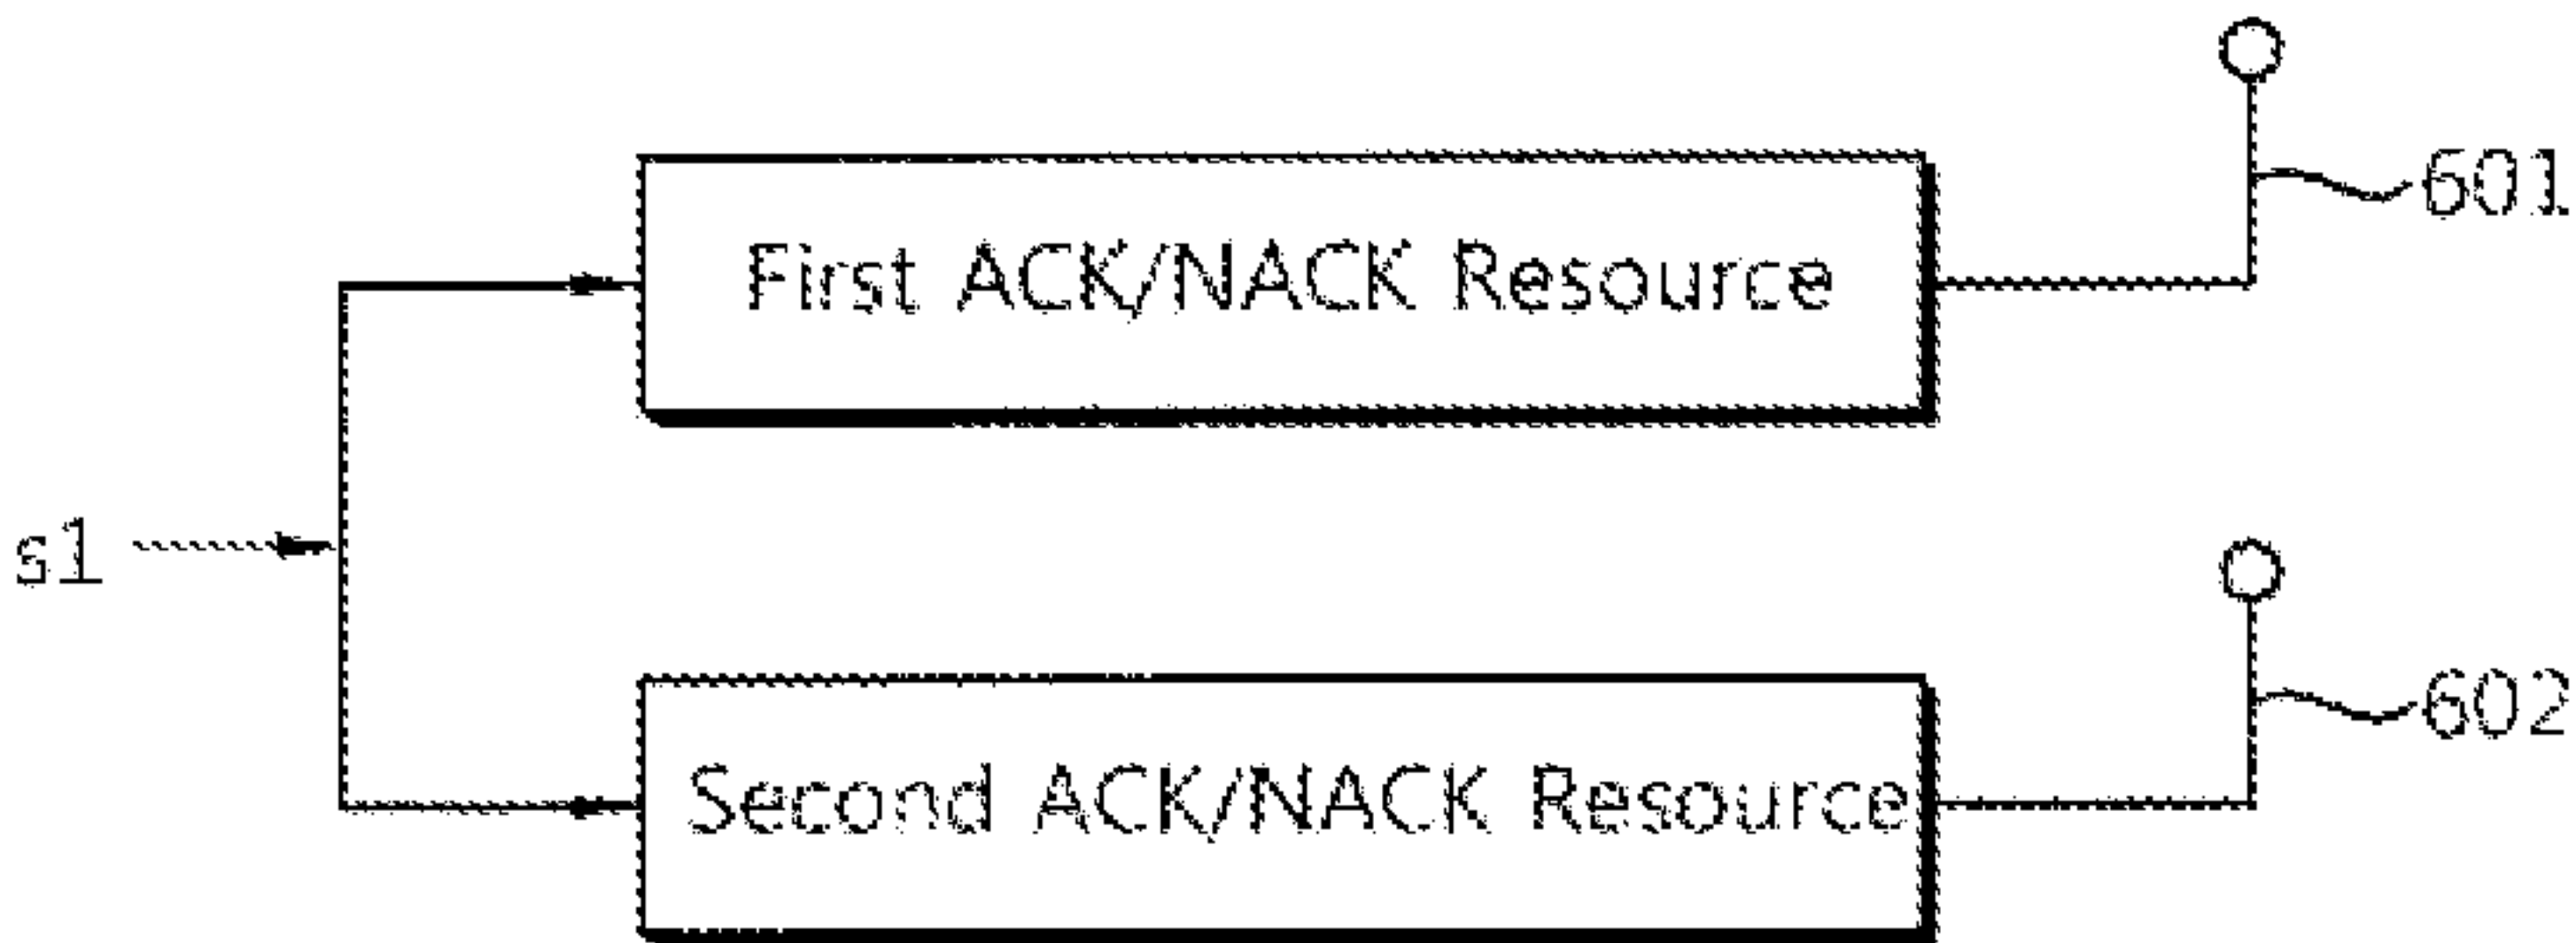 601
First ACK/NACK Resource
s1
602
Second ACK/NACK Resource